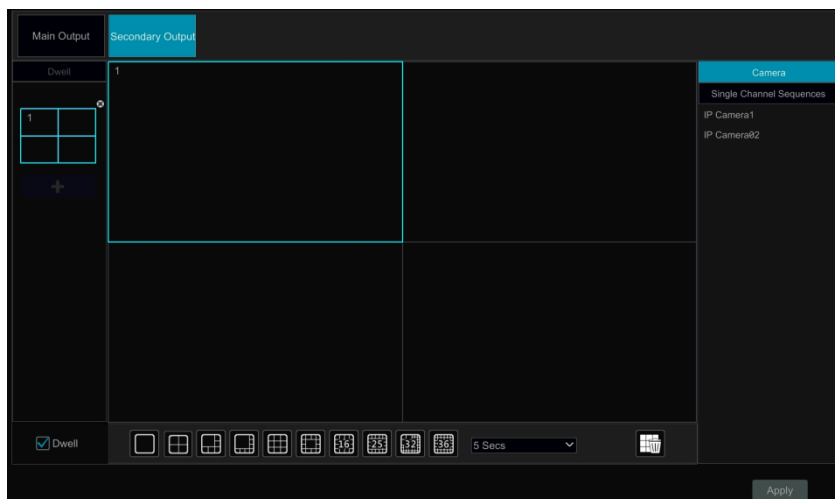 Main Output
Secondary Output
Dwell
1
Camera
Single Channel Sequences
1
IP Camera1
IP Camera02
Dwell
16
25
32
36
5 Secs
Apply